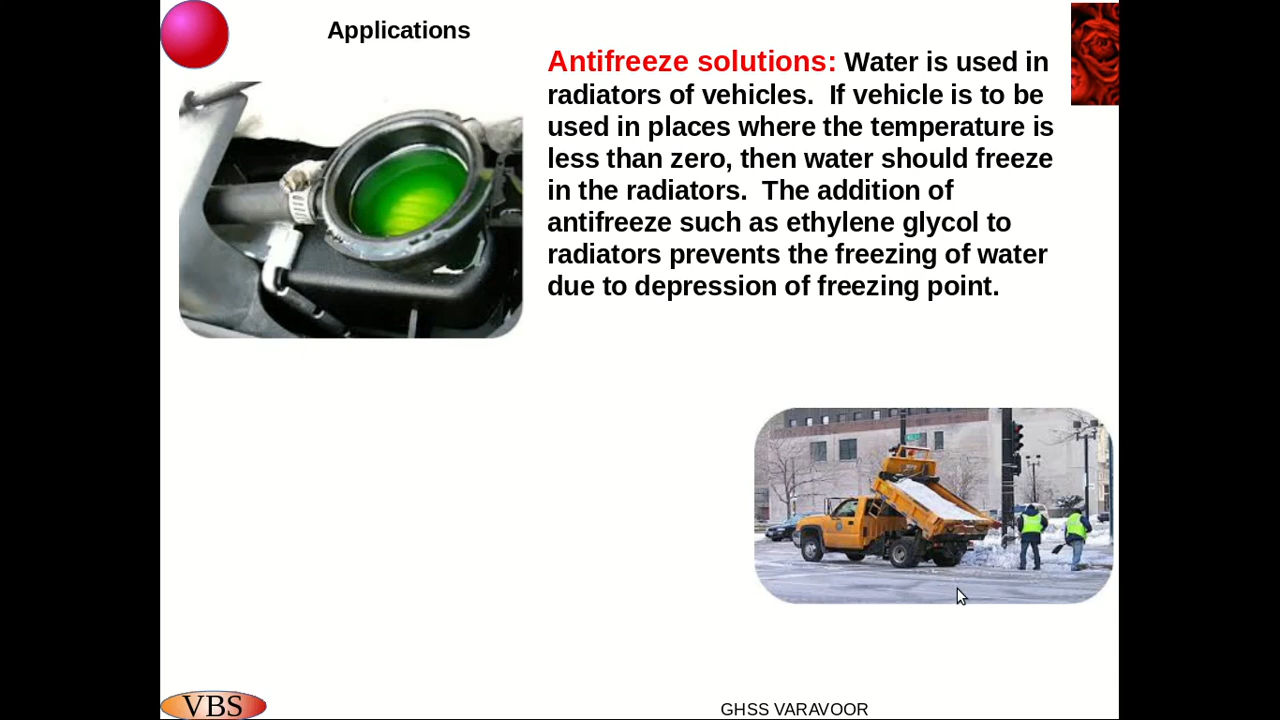 Applications
Antifreeze solutions: Water is used in
radiators of vehicles.  If vehicle is to be
used in places where the temperature is
less than zero, then water should freeze
in the radiators.  The addition of
antifreeze such as ethylene glycol to
radiators prevents the freezing of water
due to depression of freezing point.
VBS
GHSS VARAVOOR